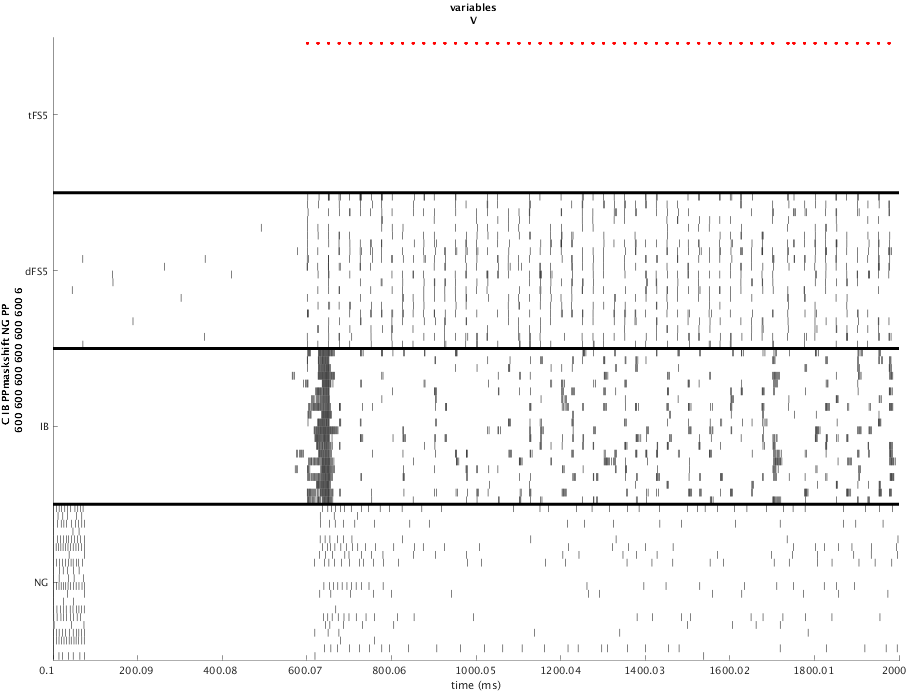 variables
V
tFS5
dFS5
IB
NG
C IB PPmaskshift NG PP
600 600 600 600 600 600 600 6
0.1
200.09
400.08
600.07
800.06
1000.05
1200.04
1400.03
1600.02
1800.01
2000
time (ms)